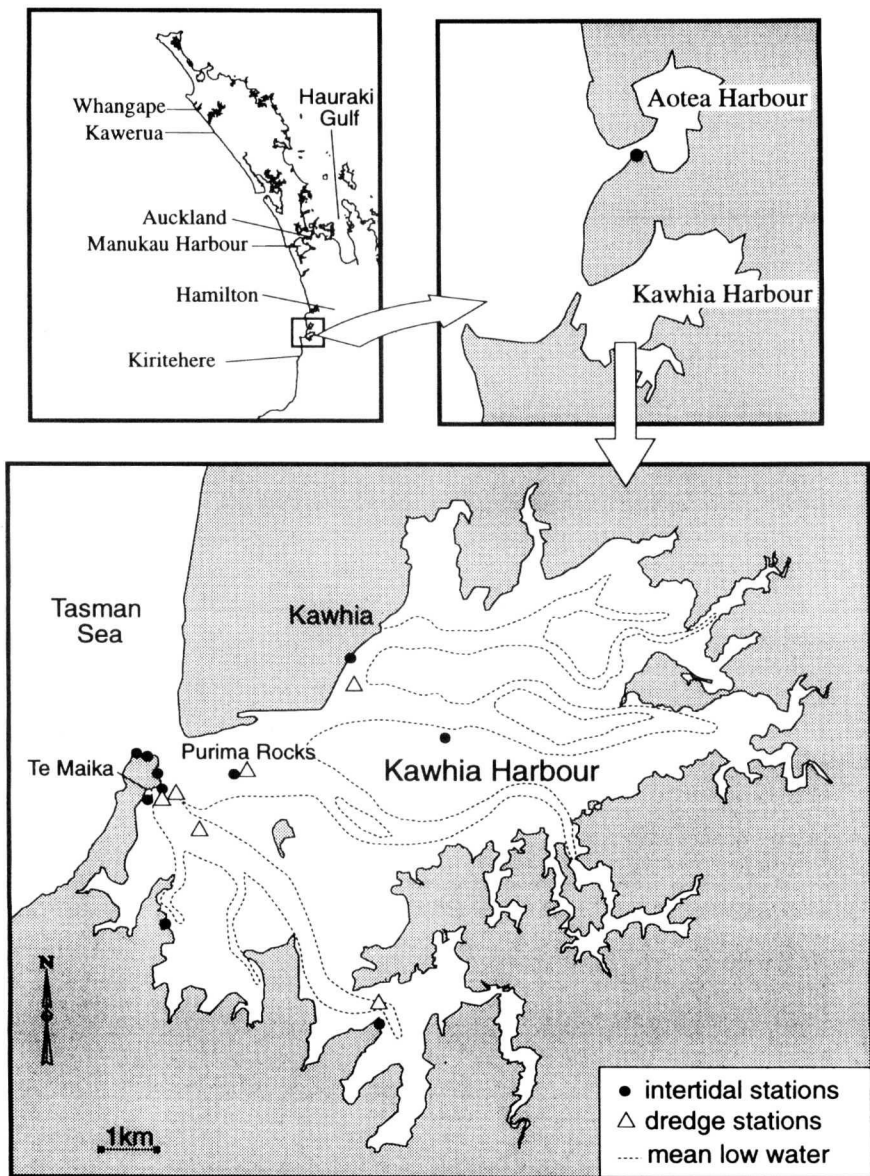 Whangape
Kawerua
Hauraki
Gulf
Auckland
Manukau Harbour
Hamilton
Kiritehere
Aotea Harbour
Kawhia Harbour
Tasman
Sea
Kawhia
Te Maika
Purima Rocks
Kawhia Harbour
N
1km
intertidal stations
dredge stations
mean low water